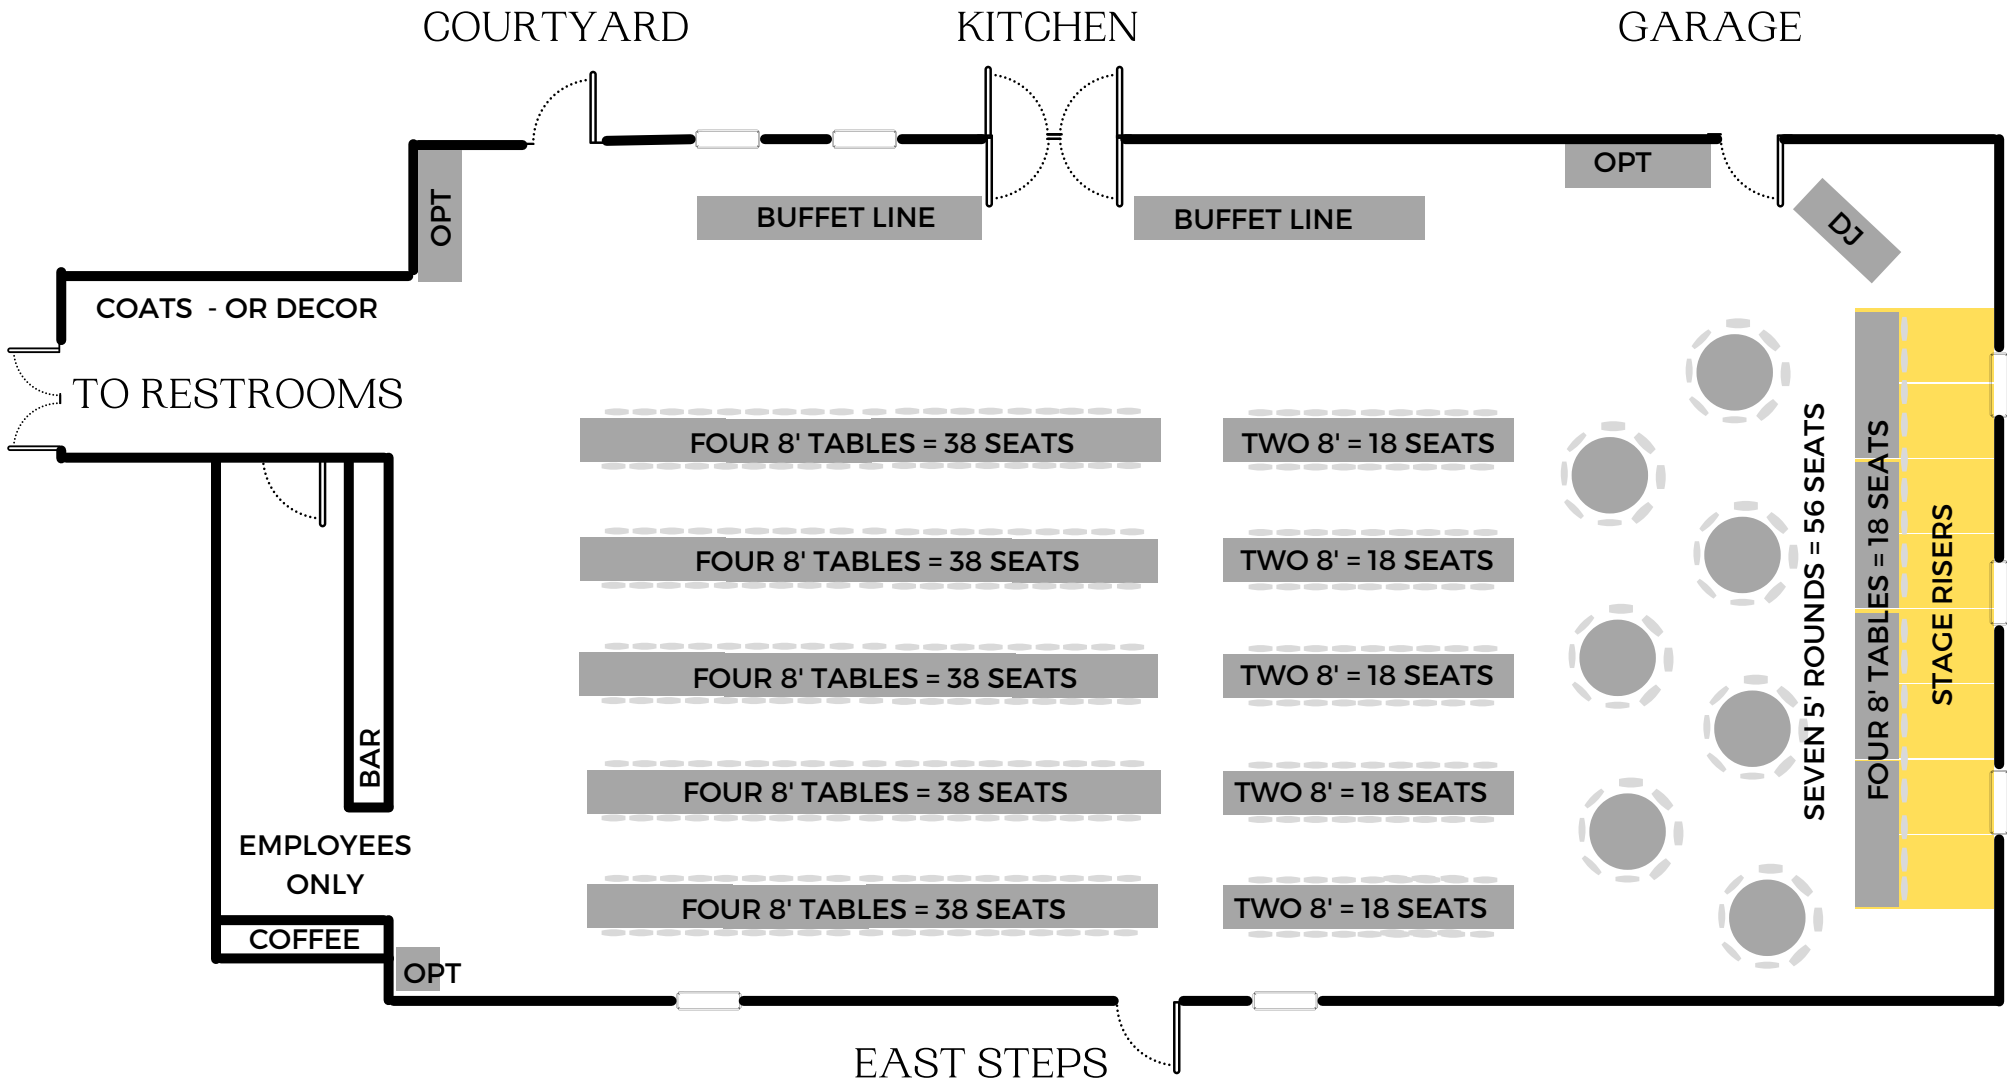 COURTYARD
KITCHEN
GARAGE
OPT
OPT
BUFFET LINE
BUFFET LINE
DJ
COATS - OR DECOR
TO RESTROOMS
FOUR 8' TABLES = 38 SEATS
TWO 8' = 18 SEATS
FOUR 8' TABLES = 38 SEATS
TWO 8' = 18 SEATS
FOUR 8' TABLES = 38 SEATS
TWO 8' = 18 SEATS
FOUR 8' TABLES = 38 SEATS
TWO 8' = 18 SEATS
FOUR 8' TABLES = 38 SEATS
TWO 8' = 18 SEATS
SEVEN 5' ROUNDS = 56 SEATS
FOUR 8' TABLES = 18 SEATS
STAGE RISERS
BAR
EMPLOYEES
ONLY
COFFEE
OPT
EAST STEPS